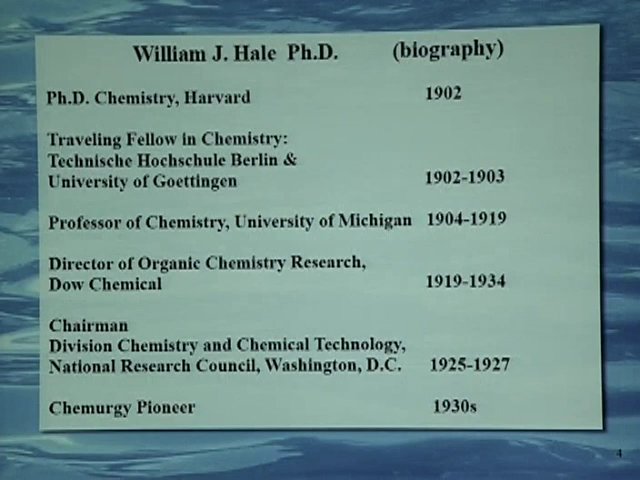 William J. Hale Ph.D. (biography)
Ph.D. Chemistry, Harvard 1902
Traveling Fellow in Chemistry:
Technische Hochschule Berlin &
University of Goettingen 1902-1903
Professor of Chemistry, University of Michigan 1904-1919
Director of Organic Chemistry Research,
Dow Chemical 1919-1934
Chairman
Division Chemistry and Chemical Technology,
National Research Council, Washington, D.C. 1925-1927
Chemurgy Pioneer 1930s
4